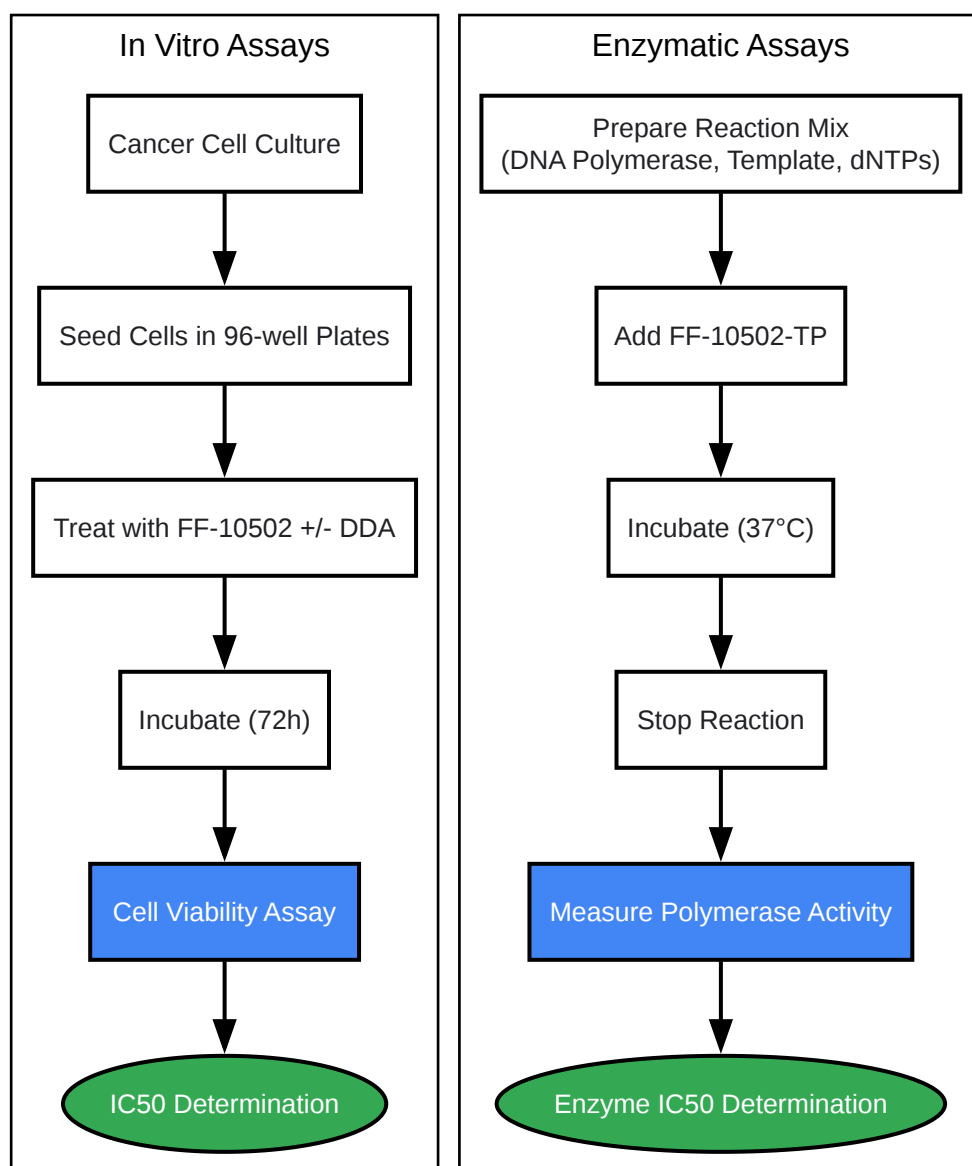 In Vitro Assays
Cancer Cell Culture
Seed Cells in 96-well Plates
Treat with FF-10502 +/- DDA
Incubate (72h)
Cell Viability Assay
IC50 Determination
Enzymatic Assays
Prepare Reaction Mix
(DNA Polymerase, Template, dNTPs)
Add FF-10502-TP
Incubate (37°C)
Stop Reaction
Measure Polymerase Activity
Enzyme IC50 Determination